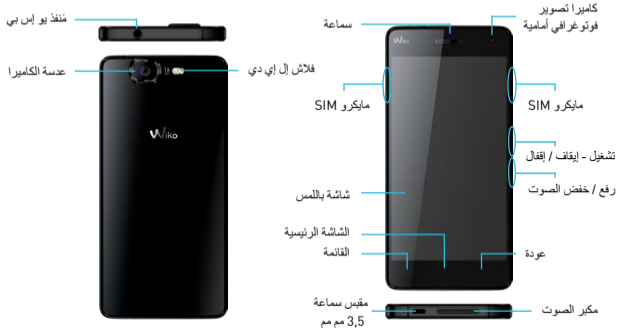 منفذ يو إس بي
عدسة الكاميرا
فلاش إل إي دي
Wiko
سماعة
كاميرا تصوير
فوتوغرافي أمامية
Wiko
مايكرو SIM
مايكرو SIM
تشغيل - إيقاف / إقفال
رفع / خفض الصوت
شاشة باللمس
الشاشة الرئيسية
القائمة
عودة
مقبس سماعة
3,5 مم مم
مكبر الصوت